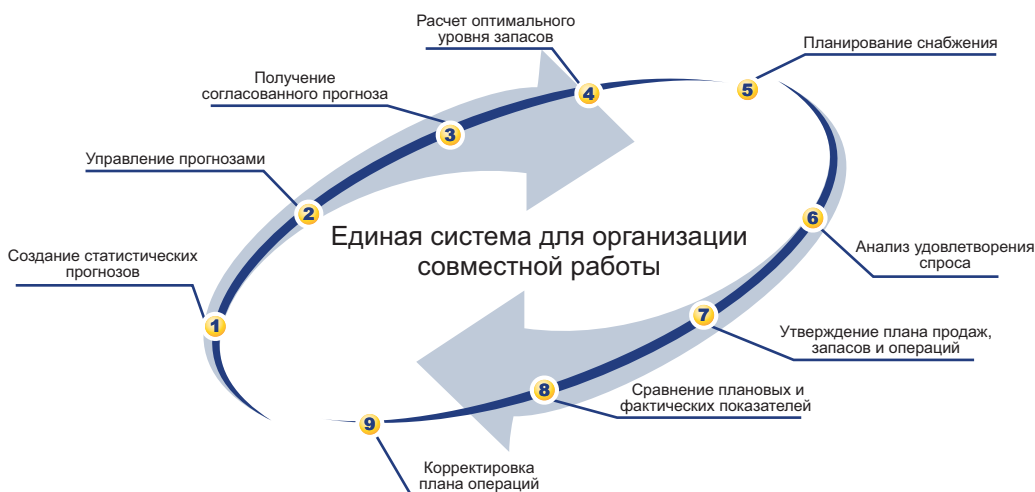 Расчет оптимального
уровня запасов
4
Планирование снабжения
5
Получение
согласованного прогноза
3
Управление прогнозами
2
Создание статистических
прогнозов
1
Единая система для организации
совместной работы
6
Анализ удовлетворения
спроса
7
Утверждение плана продаж,
запасов и операций
8
Сравнение плановых и
фактических показателей
9
Корректировка
плана операций